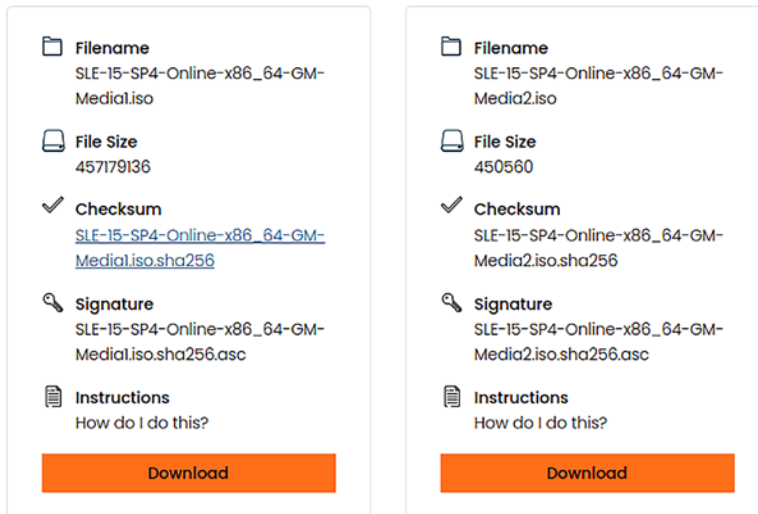 Filename
SLE-15-SP4-Online-x86_64-GM-
Media1.iso
File Size
457179136
Checksum
SLE-15-SP4-Online-x86_64-GM-
Media1.iso.sha256
Signature
SLE-15-SP4-Online-x86_64-GM-
Media1.iso.sha256.asc
Instructions
How do I do this?
Download
Filename
SLE-15-SP4-Online-x86_64-GM-
Media2.iso
File Size
450560
Checksum
SLE-15-SP4-Online-x86_64-GM-
Media2.iso.sha256
Signature
SLE-15-SP4-Online-x86_64-GM-
Media2.iso.sha256.asc
Instructions
How do I do this?
Download